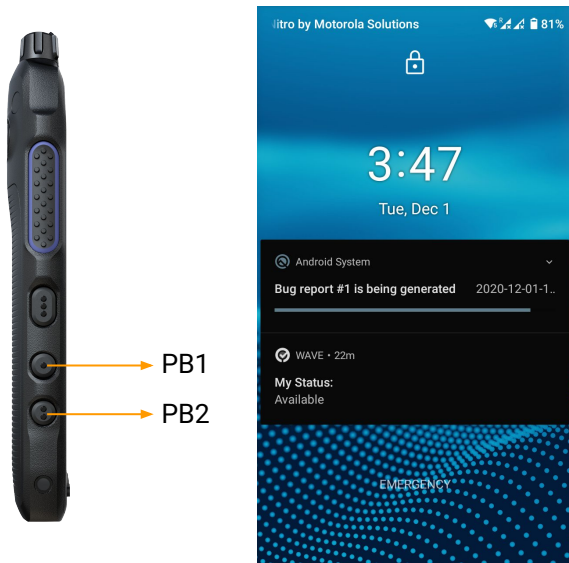 PB1
PB2
itro by Motorola Solutions
R
81%
3:47
Tue, Dec 1
Android System
Bug report #1 is being generated 2020-12-01-1..
WAVE • 22m
My Status:
Available
EMERGENCY